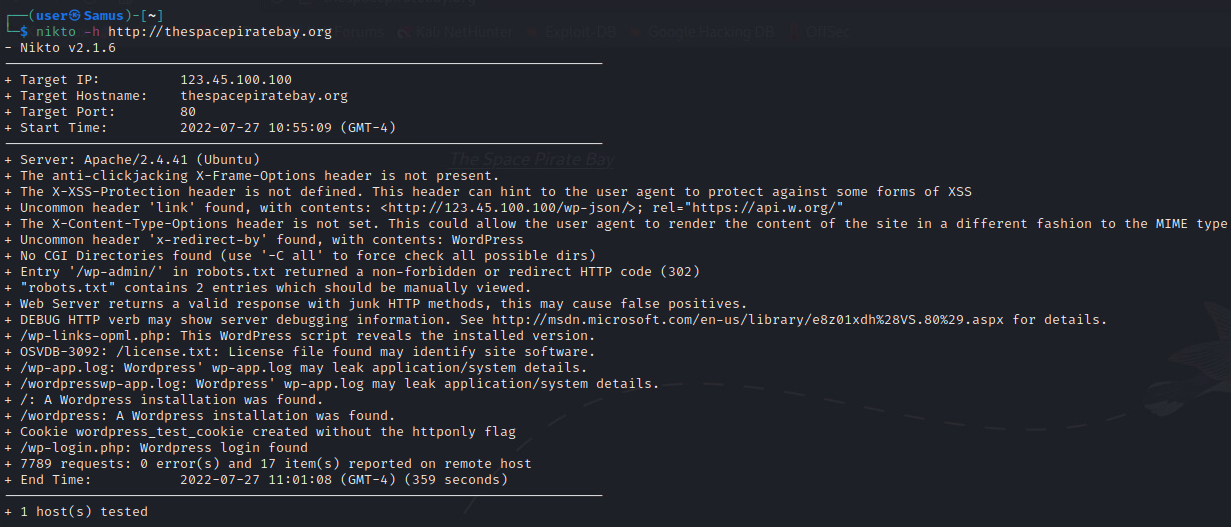 Forums Kali NetHunter Exploit-DB Google Hacking DB OffSec
┌──(user㉿Samus)-[~]
└─$ nikto -h http://thespacepiratebay.org
- Nikto v2.1.6
+ Target IP: 123.45.100.100
+ Target Hostname: thespacepiratebay.org
+ Target Port: 80
+ Start Time: 2022-07-27 10:55:09 (GMT-4)
+ Server: Apache/2.4.41 (Ubuntu)
The Space Pirate Bay
+ The anti-clickjacking X-Frame-Options header is not present.
+ The X-XSS-Protection header is not defined. This header can hint to the user agent to protect against some forms of XSS
+ Uncommon header 'link' found, with contents: <http://123.45.100.100/wp-json/>; rel="https://api.w.org/"
+ The X-Content-Type-Options header is not set. This could allow the user agent to render the content of the site in a different fashion to the MIME type
+ Uncommon header 'x-redirect-by' found, with contents: WordPress
+ No CGI Directories found (use '-C all' to force check all possible dirs)
+ Entry '/wp-admin/' in robots.txt returned a non-forbidden or redirect HTTP code (302)
+ "robots.txt" contains 2 entries which should be manually viewed.
+ Web Server returns a valid response with junk HTTP methods, this may cause false positives.
+ DEBUG HTTP verb may show server debugging information. See http://msdn.microsoft.com/en-us/library/e8z01xdh%28VS.80%29.aspx for details.
+ /wp-links-opml.php: This WordPress script reveals the installed version.
+ OSVDB-3092: /license.txt: License file found may identify site software.
+ /wp-app.log: Wordpress' wp-app.log may leak application/system details.
+ /wordpresswp-app.log: Wordpress' wp-app.log may leak application/system details.
+ /: A Wordpress installation was found.
+ /wordpress: A Wordpress installation was found.
+ Cookie wordpress_test_cookie created without the httponly flag
+ /wp-login.php: Wordpress login found
+ 7789 requests: 0 error(s) and 17 item(s) reported on remote host
+ End Time: 2022-07-27 11:01:08 (GMT-4) (359 seconds)
+ 1 host(s) tested